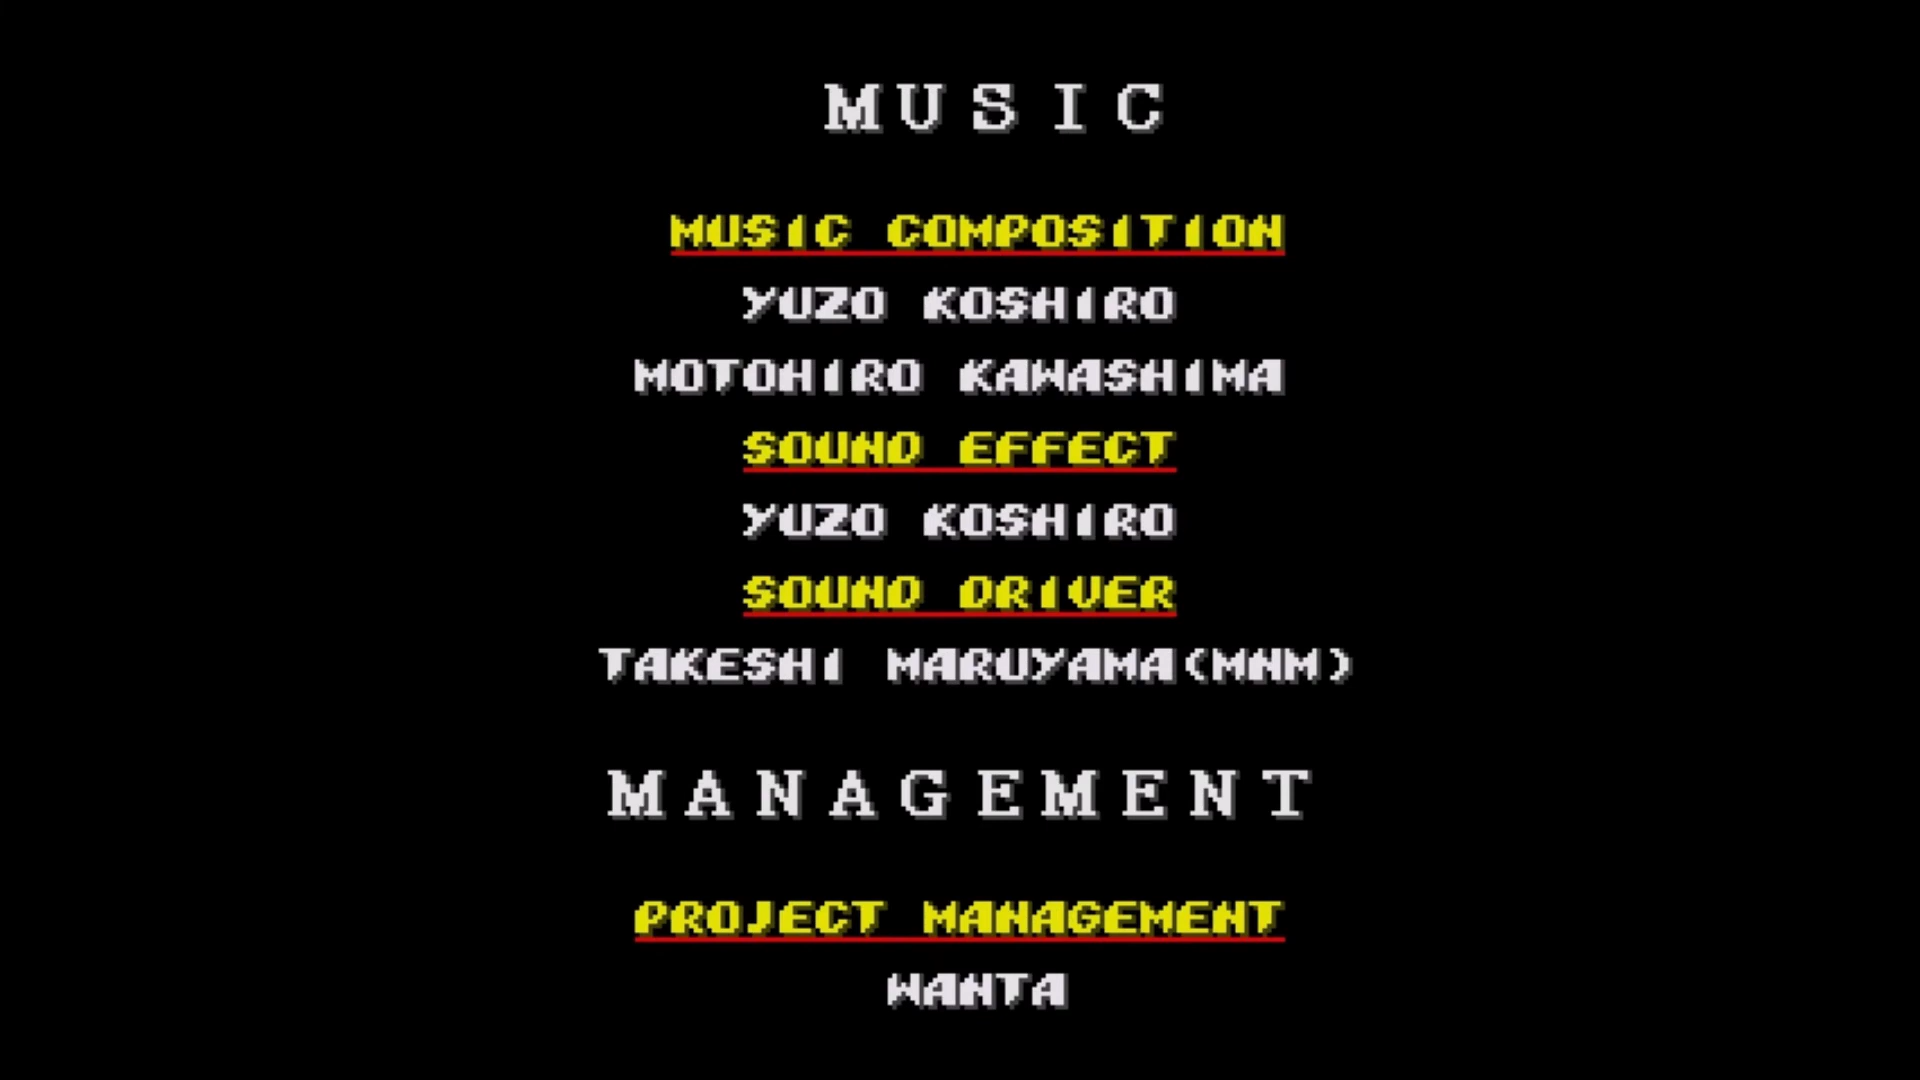 MUSIC
MUSIC COMPOSITION
YUZO KOSHIRO
MOTOHIRO KAWASHIMA
SOUND EFFECT
YUZO KOSHIRO
SOUND DRIVER
TAKESHI MARUYAMA(MNM)
MANAGEMENT
PROJECT MANAGEMENT
WANTA